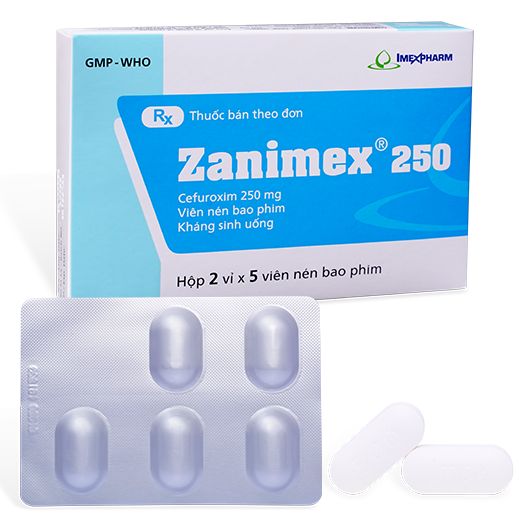 GMP - WHO
IMEXPHARM
Rx Thuốc bán theo đơn
Zanimex® 250
Cefuroxim 250 mg
Viên nén bao phim
Kháng sinh uống
Hộp 2 vỉ x 5 viên nén bao phim